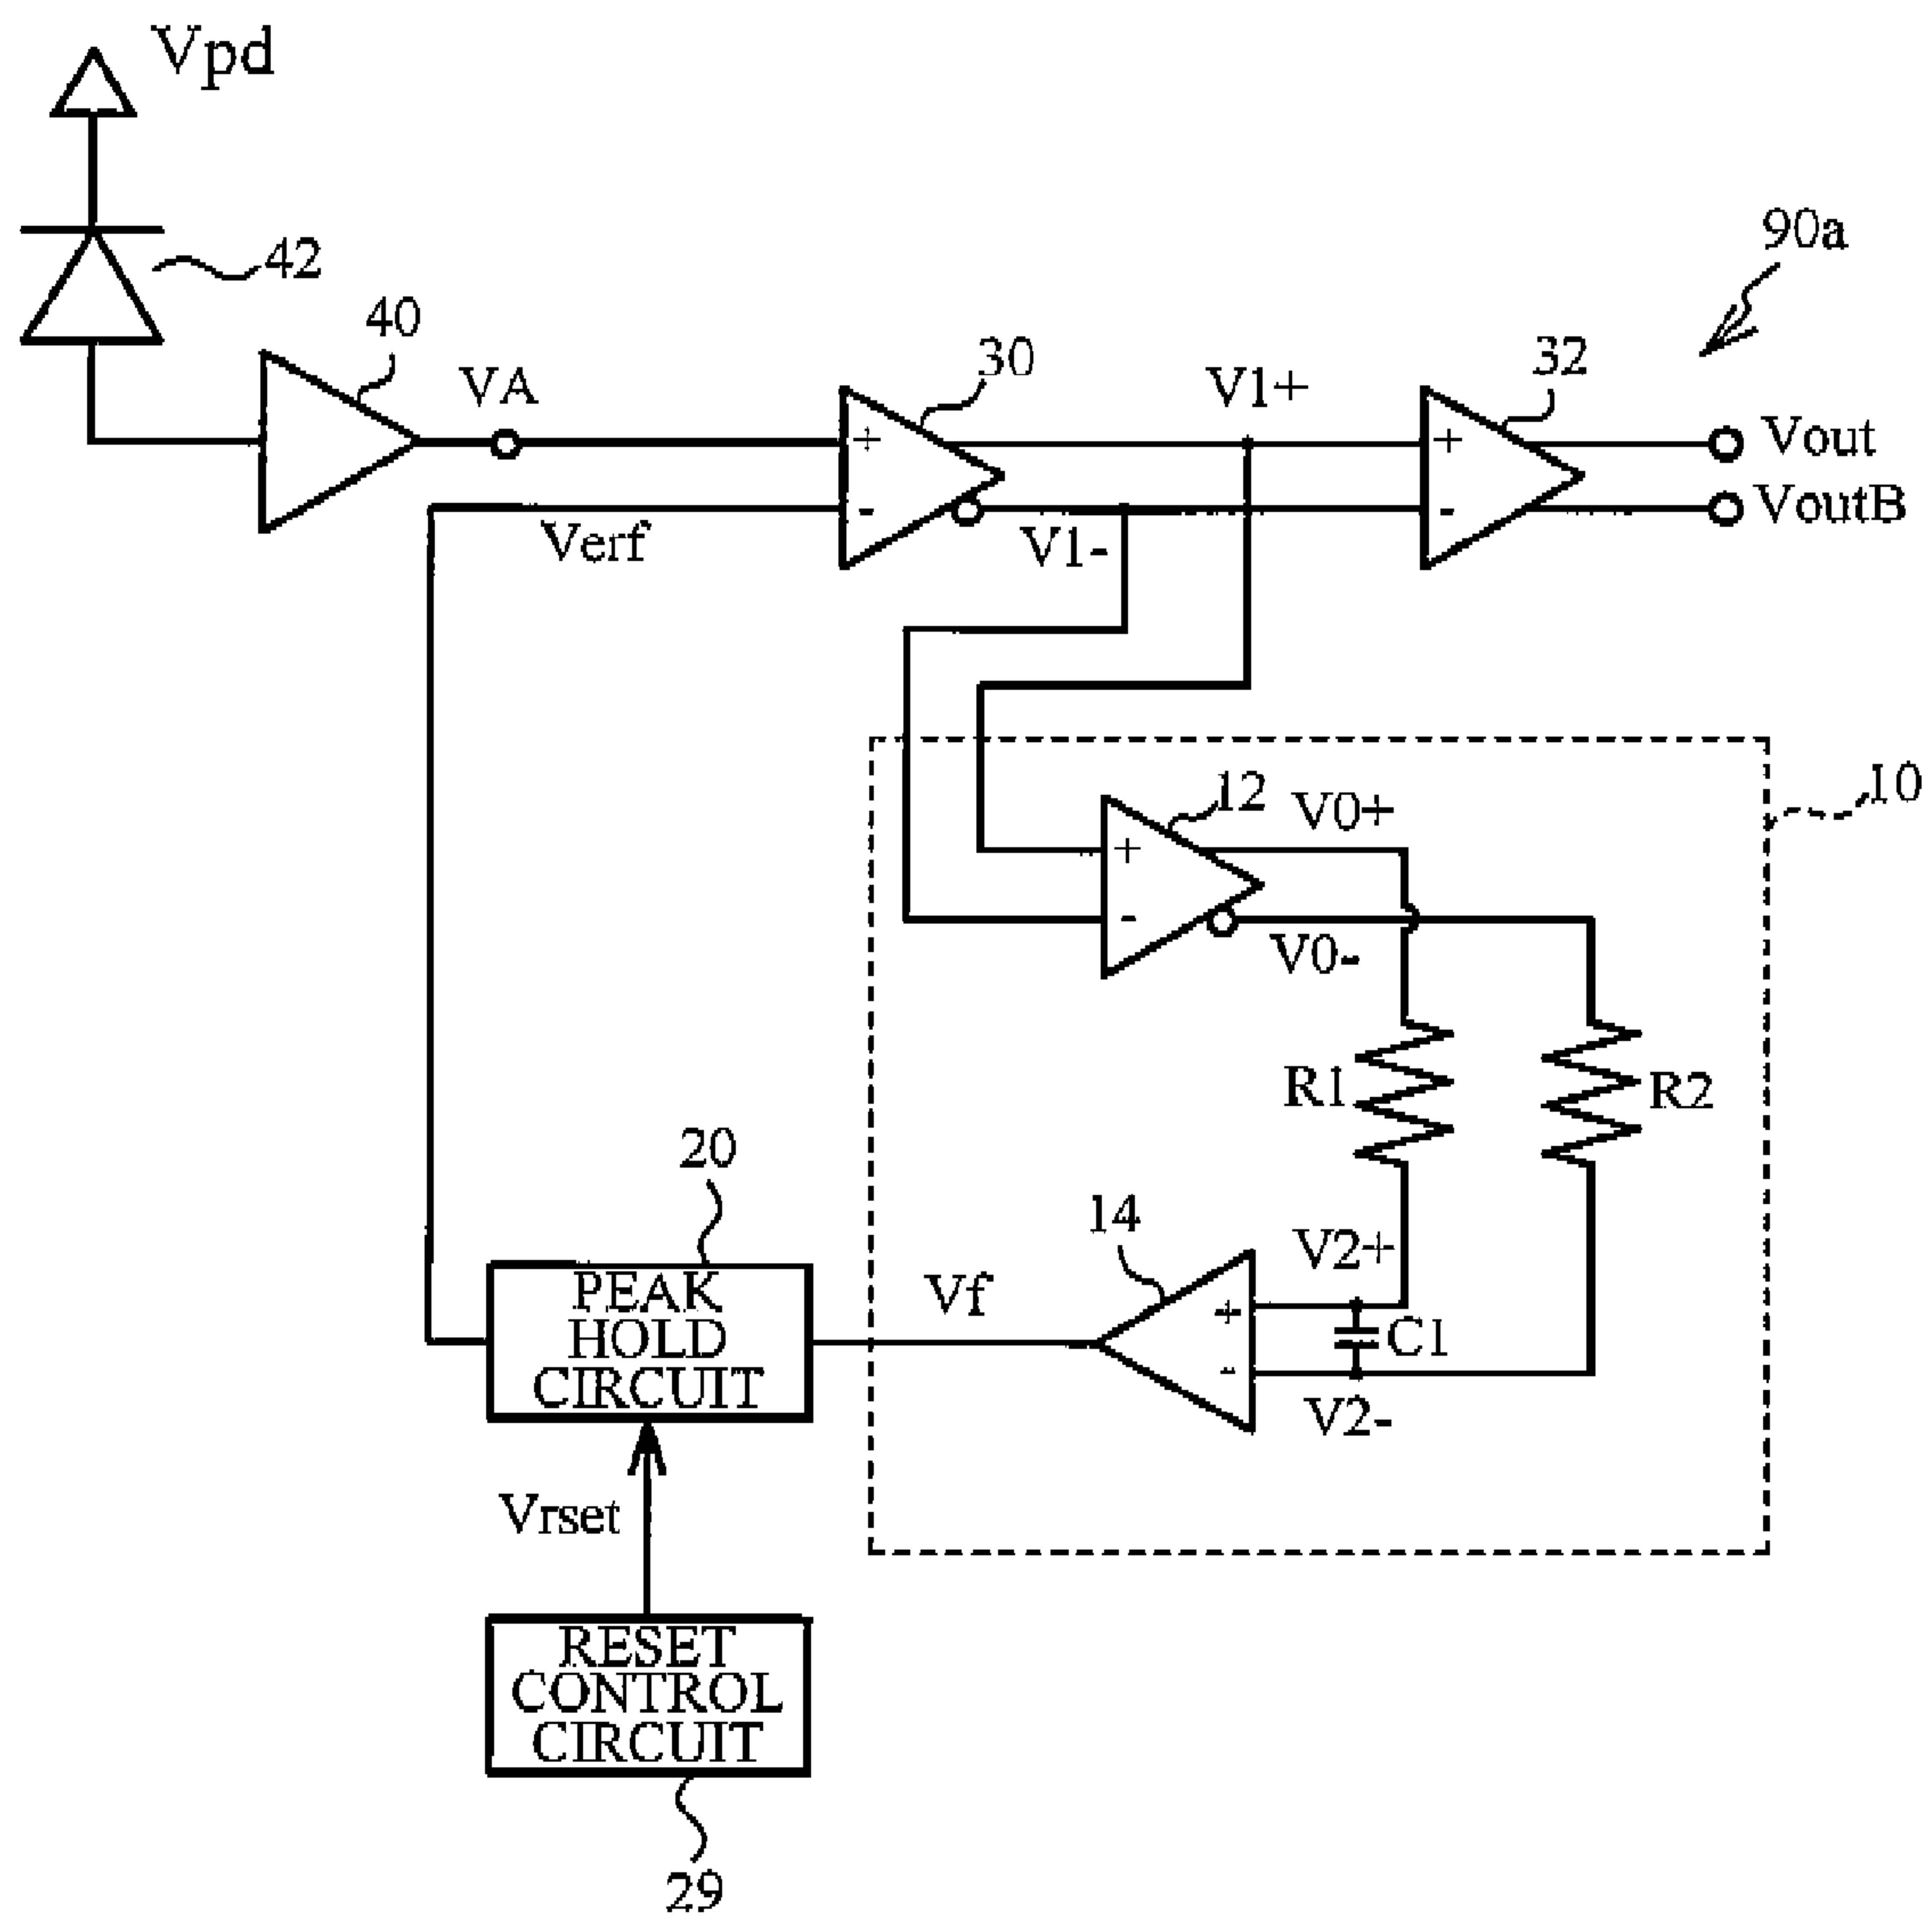 Vpd
42
40
VA
30
V1+
32
90a
+
-
+
-
Vout
VoutB
Verf
V1-
10
12
V0+
+
-
V0-
R1
R2
20
14
V2+
Vf
PEAK
HOLD
CIRCUIT
+
-
C1
V2-
Vrset
RESET
CONTROL
CIRCUIT
29